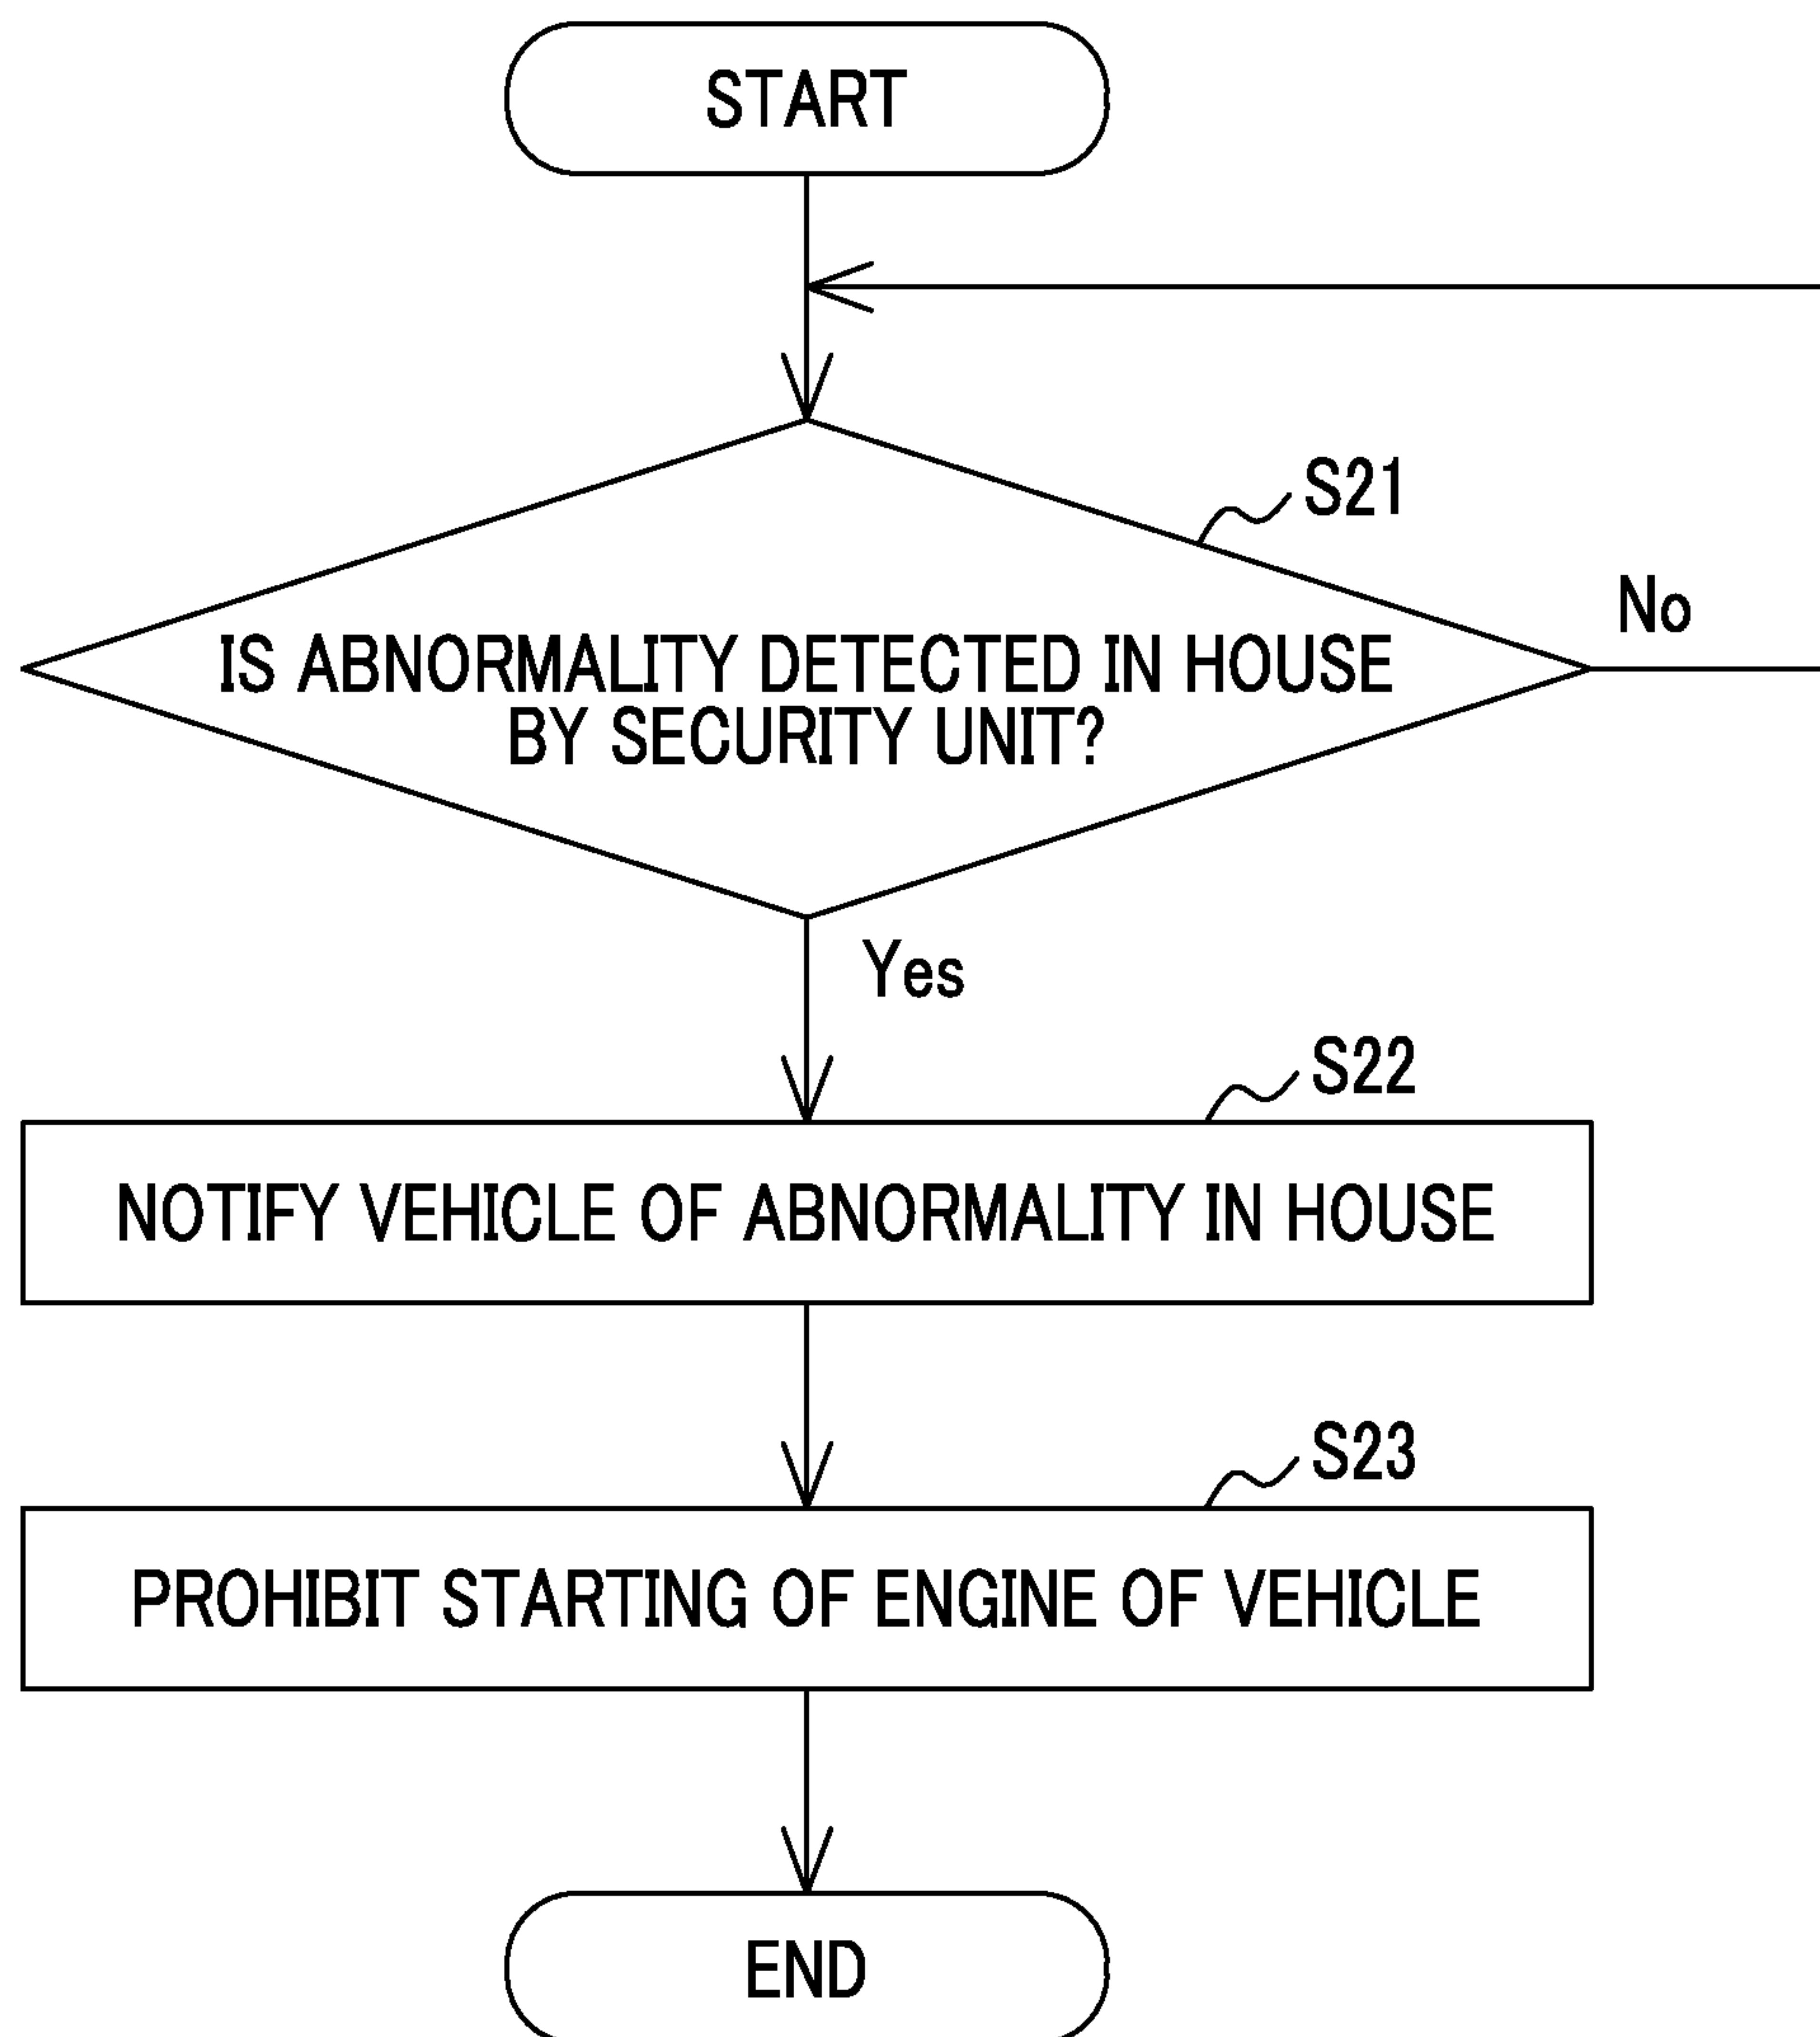 START
S21
No
IS ABNORMALITY DETECTED IN HOUSE
BY SECURITY UNIT?
Yes
S22
NOTIFY VEHICLE OF ABNORMALITY IN HOUSE
S23
PROHIBIT STARTING OF ENGINE OF VEHICLE
END